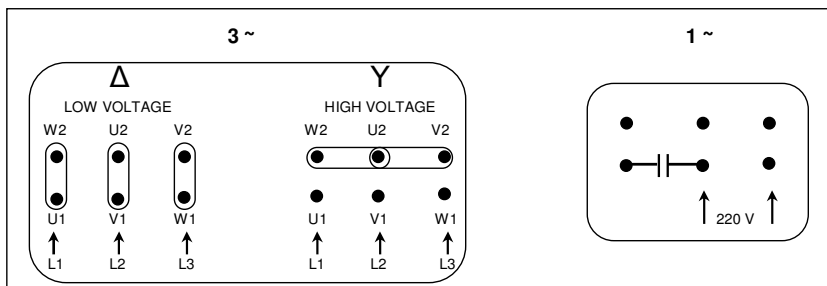 3 ~
1 ~
Δ
Y
LOW VOLTAGE
HIGH VOLTAGE
W2 U2 V2
W2 U2 V2
U1 V1 W1
U1 V1 W1
220 V
L1 L2 L3
L1 L2 L3